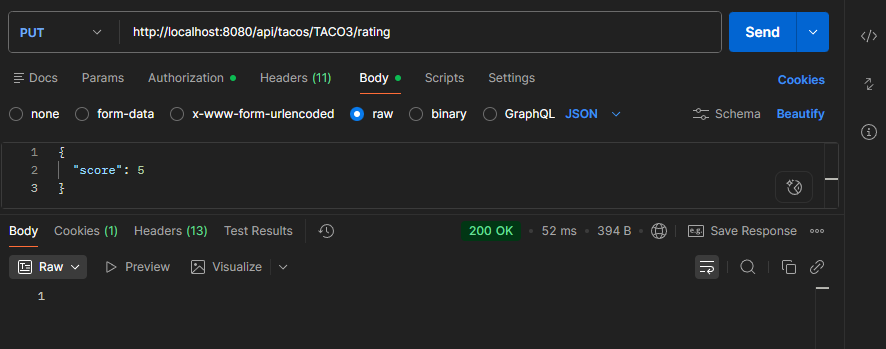 PUT http://localhost:8080/api/tacos/TACO3/rating Send
Docs Params Authorization Headers (11) Body Scripts Settings Cookies
none form-data x-www-form-urlencoded raw binary GraphQL JSON Schema Beautify
1 {
2 "score": 5
3 }
Body Cookies (1) Headers (13) Test Results 200 OK • 52 ms • 394 B e.g. Save Response
Raw Preview Visualize
1